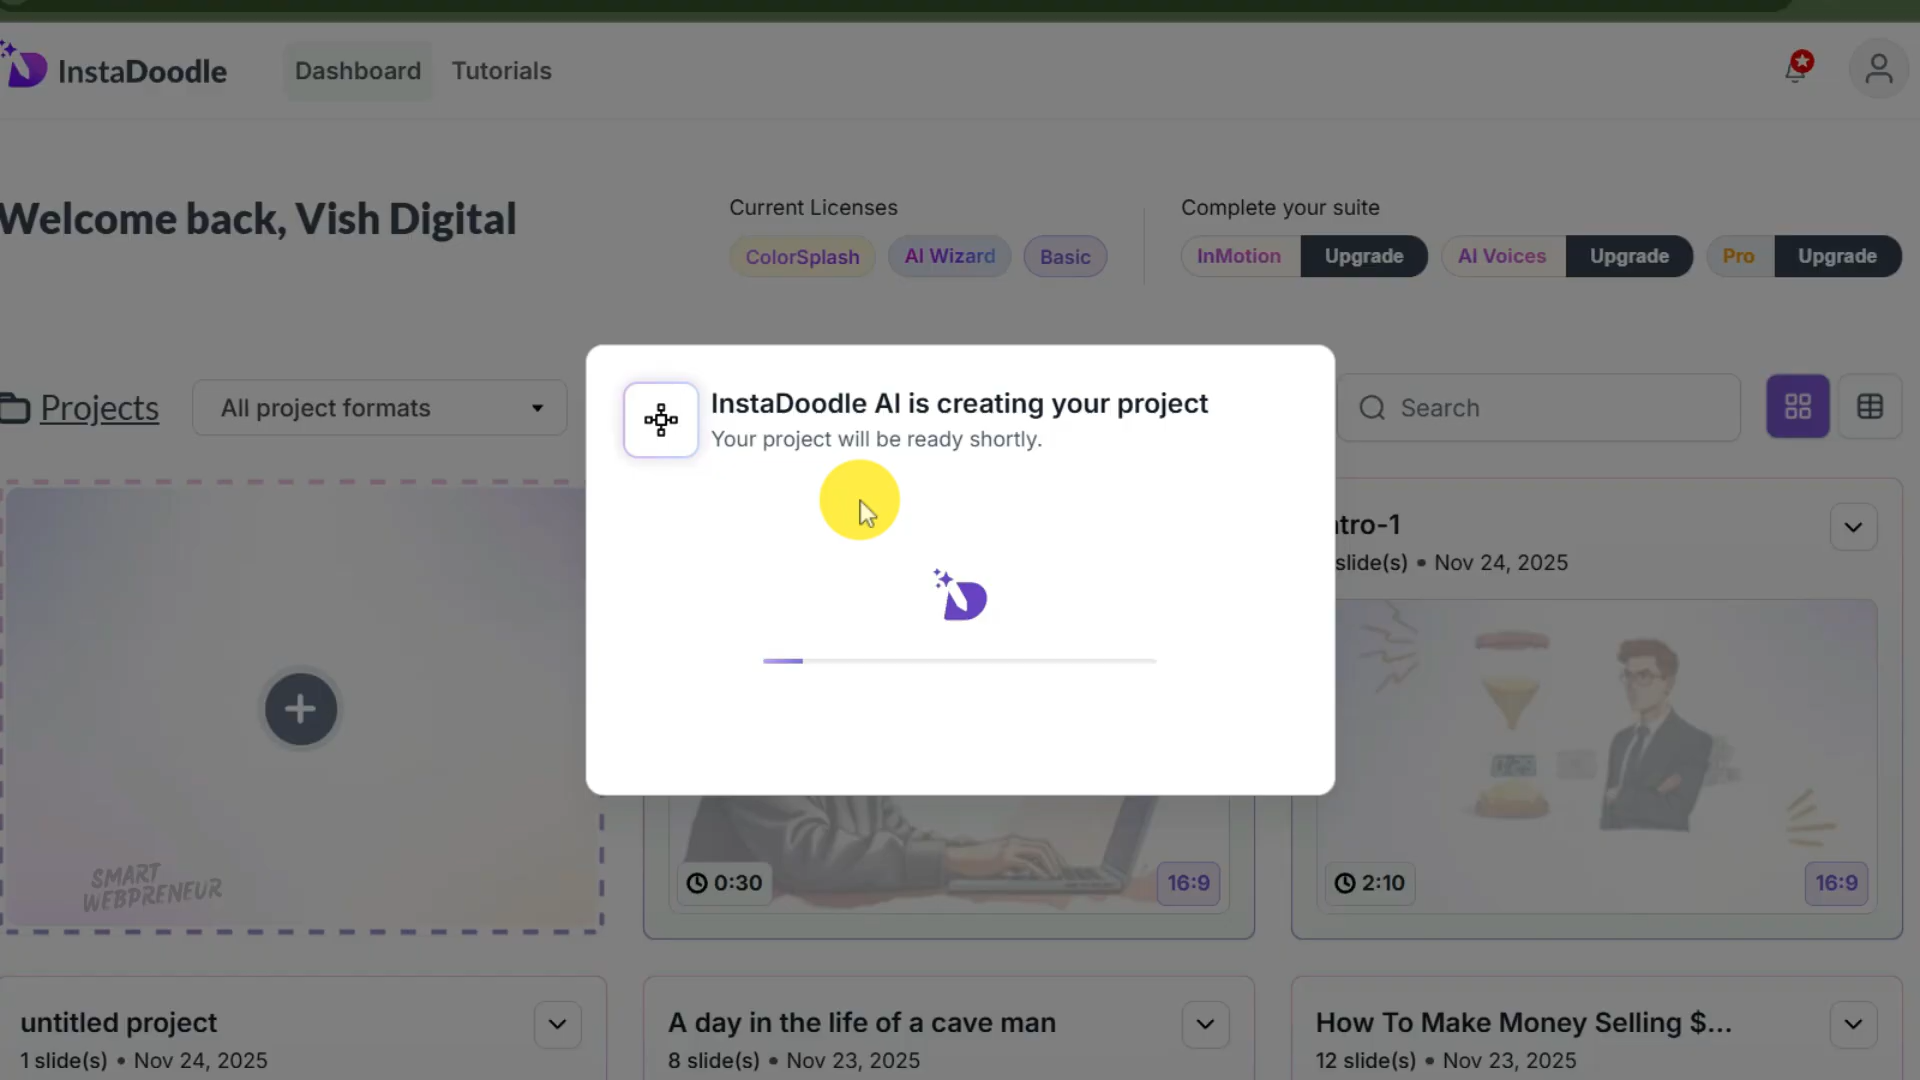 InstaDoodle
Dashboard
Tutorials
Welcome back, Vish Digital
Current Licenses
ColorSplash
AI Wizard
Basic
Complete your suite
InMotion
Upgrade
AI Voices
Upgrade
Pro
Upgrade
Projects
All project formats
Search
InstaDoodle AI is creating your project
Your project will be ready shortly.
ntro-1
slide(s) • Nov 24, 2025
SMART
WEBPRENEUR
0:30
16:9
0:29
2:10
16:9
untitled project
1 slide(s) • Nov 24, 2025
A day in the life of a cave man
8 slide(s) • Nov 23, 2025
How To Make Money Selling $...
12 slide(s) • Nov 23, 2025